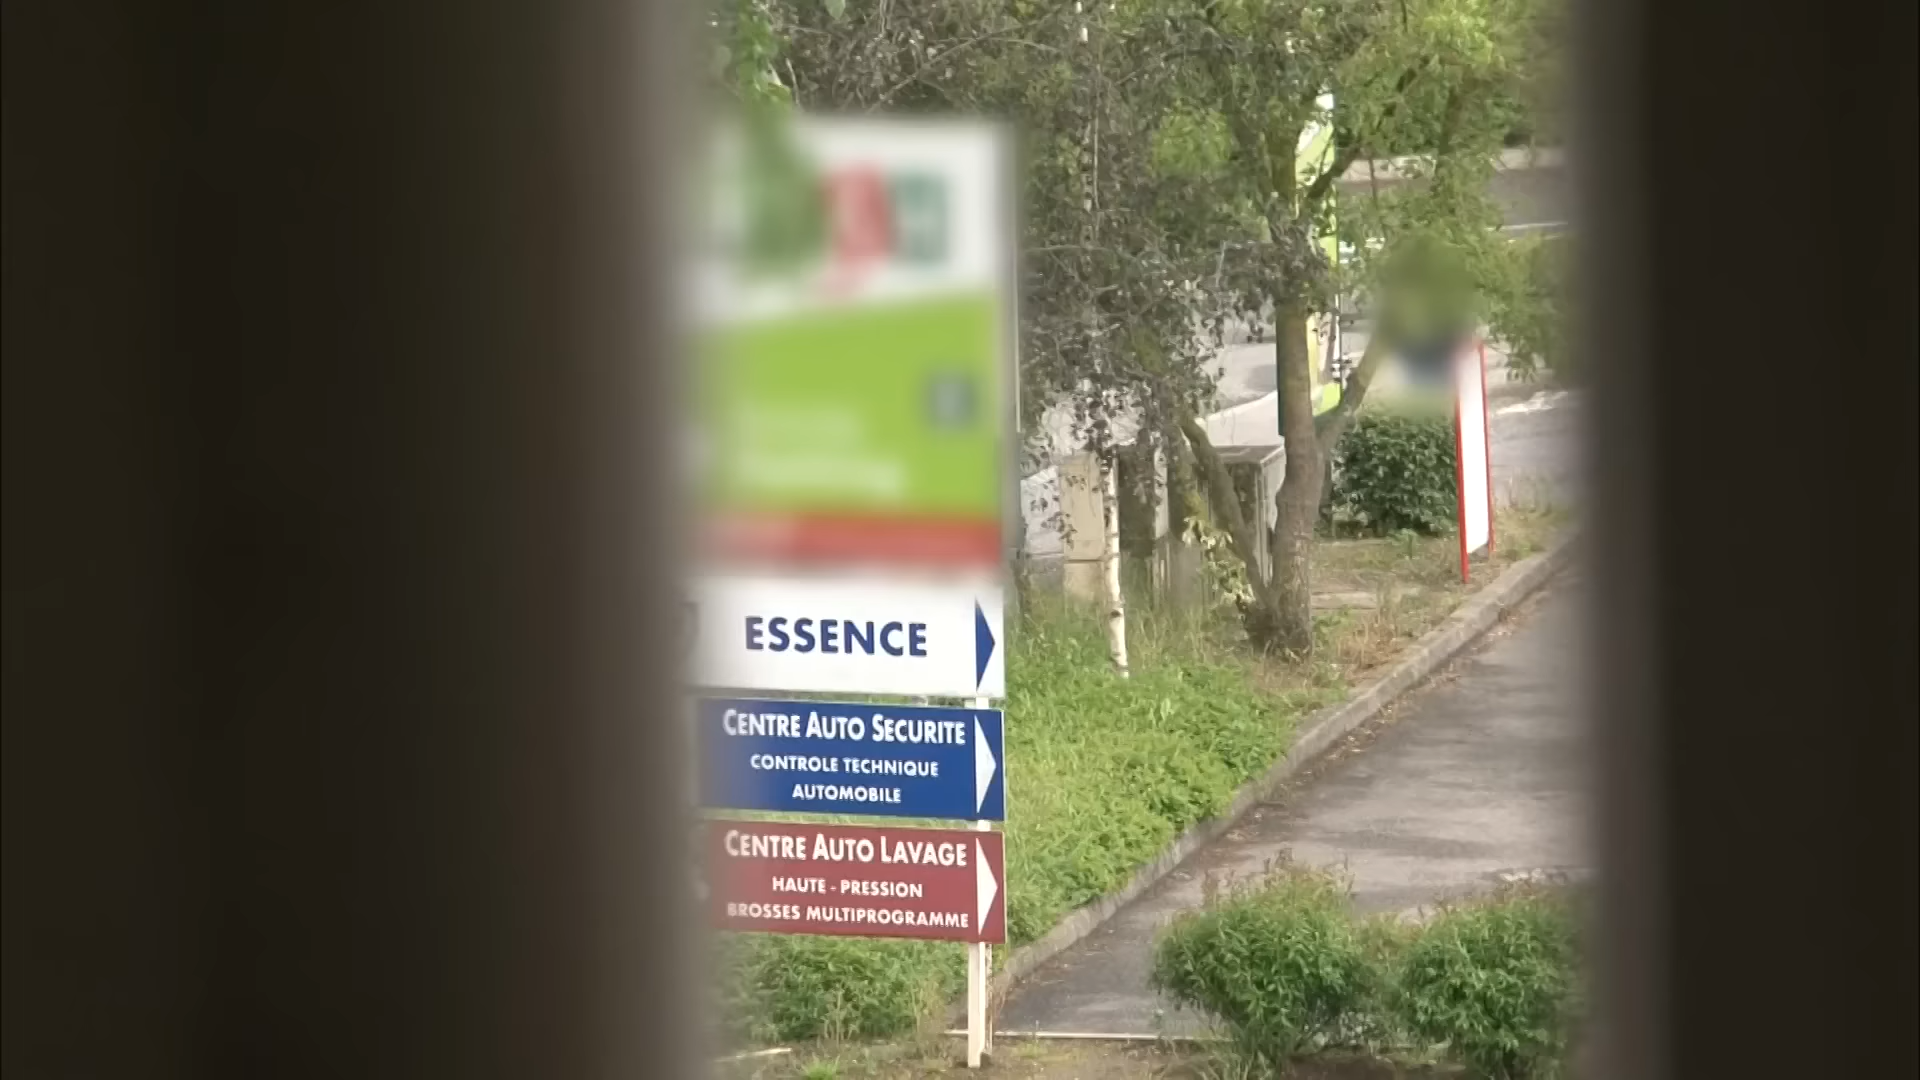 ESSENCE
CENTRE AUTO SECURITE
CONTROLE TECHNIQUE
AUTOMOBILE
CENTRE AUTO LAVAGE
HAUTE - PRESSION
BROSSES MULTIPROGRAMME